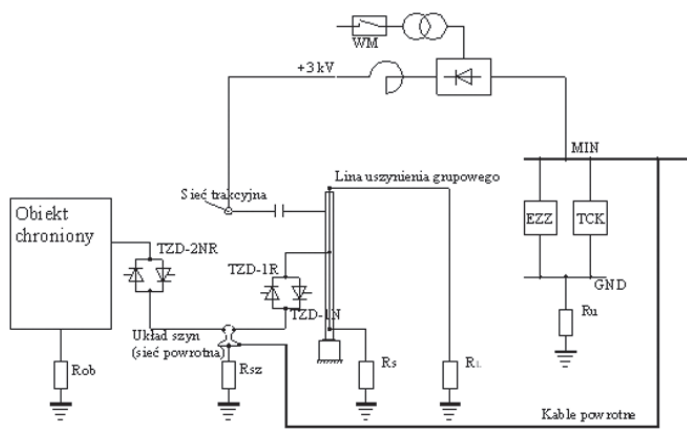 WM
+3 kV
MIN
Lina uszynienia grupowego
Sieć trakcyjna
Obiekt
chroniony
EZZ
TCK
TZD-2NR
TZD-1R
GND
TZD-1N
Ru
Układ szyn
(sieć powrotna)
Rob
Rsz
Rs
RL
Kable powrotne